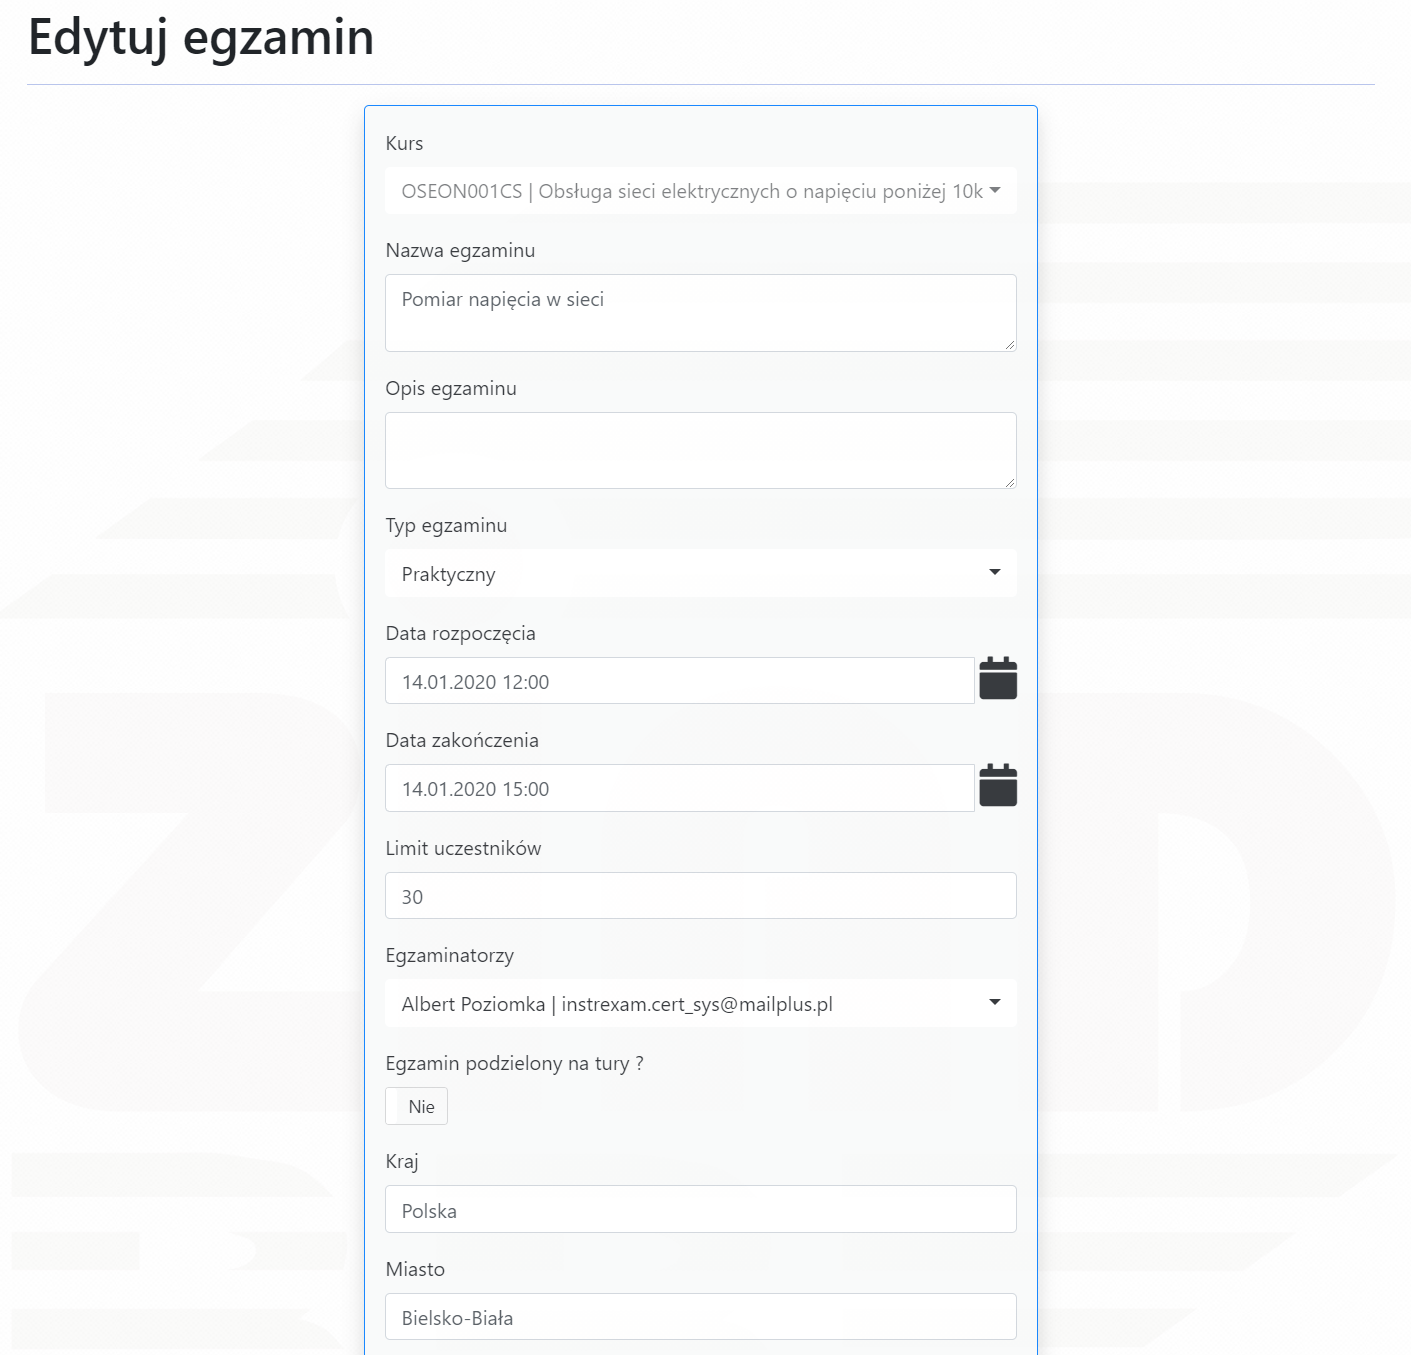 Edytuj egzamin
Kurs
OSEON001CS | Obsługa sieci elektrycznych o napięciu poniżej 10k
Nazwa egzaminu
Pomiar napięcia w sieci
Opis egzaminu
Typ egzaminu
Praktyczny
Data rozpoczęcia
14.01.2020 12:00
Data zakończenia
14.01.2020 15:00
Limit uczestników
30
Egzaminatorzy
Albert Poziomka | instrexam.cert_sys@mailplus.pl
Egzamin podzielony na tury ?
Nie
Kraj
Polska
Miasto
Bielsko-Biała